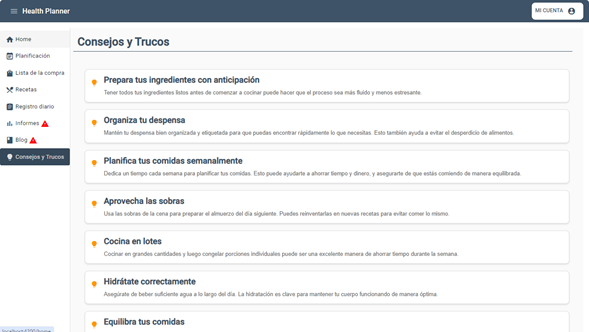 Health Planner
MI CUENTA
Home
Planificación
Lista de la compra
Recetas
Registro diario
Informes
Blog
Consejos y Trucos
Consejos y Trucos
Prepara tus ingredientes con anticipación
Tener todos tus ingredientes listos antes de comenzar a cocinar puede hacer que el proceso sea más fluido y menos estresante.
Organiza tu despensa
Mantén tu despensa bien organizada y etiquetada para que puedas encontrar rápidamente lo que necesitas. Esto también ayuda a evitar el desperdicio de alimentos.
Planifica tus comidas semanalmente
Dedica un tiempo cada semana para planificar tus comidas. Esto puede ayudarte a ahorrar tiempo y dinero, y asegurarte de que estás comiendo de manera equilibrada.
Aprovecha las sobras
Usa las sobras de la cena para preparar el almuerzo del día siguiente. Puedes reinventarlas en nuevas recetas para evitar comer lo mismo.
Cocina en lotes
Cocinar en grandes cantidades y luego congelar porciones individuales puede ser una excelente manera de ahorrar tiempo durante la semana.
Hidrátate correctamente
Asegúrate de beber suficiente agua a lo largo del día. La hidratación es clave para mantener tu cuerpo funcionando de manera óptima.
Equilibra tus comidas